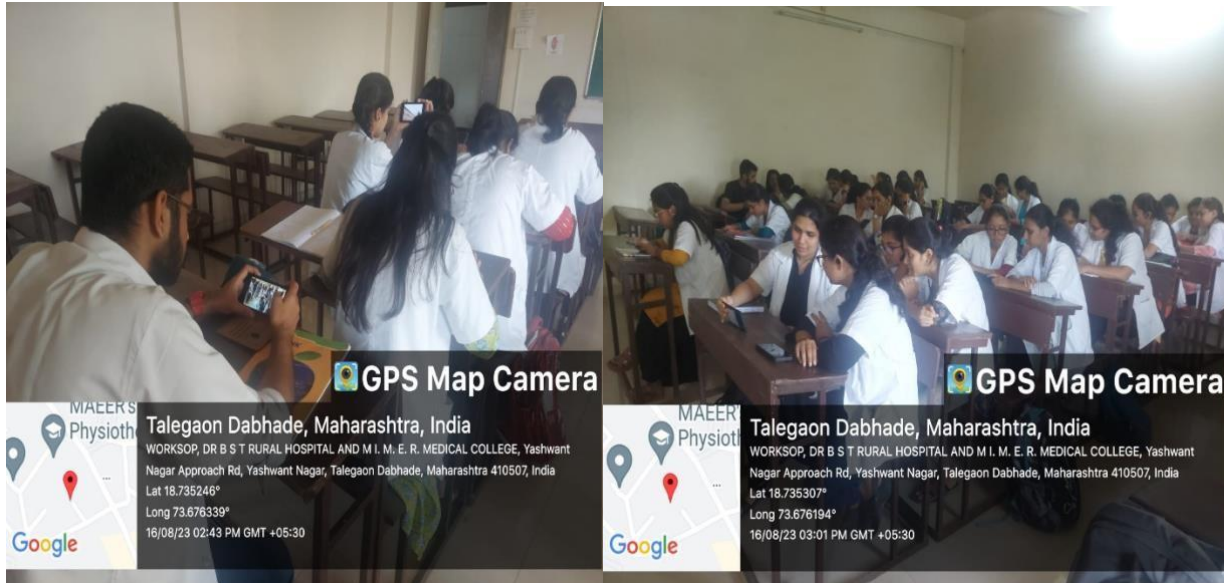 GPS Map Camera
MAEER's
Physioth
Talegaon Dabhade, Maharashtra, India
WORKSOP, DR B S T RURAL HOSPITAL AND M I. M. E. R. MEDICAL COLLEGE, Yashwant
Nagar Approach Rd, Yashwant Nagar, Talegaon Dabhade, Maharashtra 410507, India
Lat 18.735246°
Long 73.676339°
16/08/23 02:43 PM GMT +05:30
Google
GPS Map Camera
MAEER'
Physioth
Talegaon Dabhade, Maharashtra, India
WORKSOP, DR B S T RURAL HOSPITAL AND M I. M. E. R. MEDICAL COLLEGE, Yashwant
Nagar Approach Rd, Yashwant Nagar, Talegaon Dabhade, Maharashtra 410507, India
Lat 18.735307°
Long 73.676194°
16/08/23 03:01 PM GMT +05:30
Google